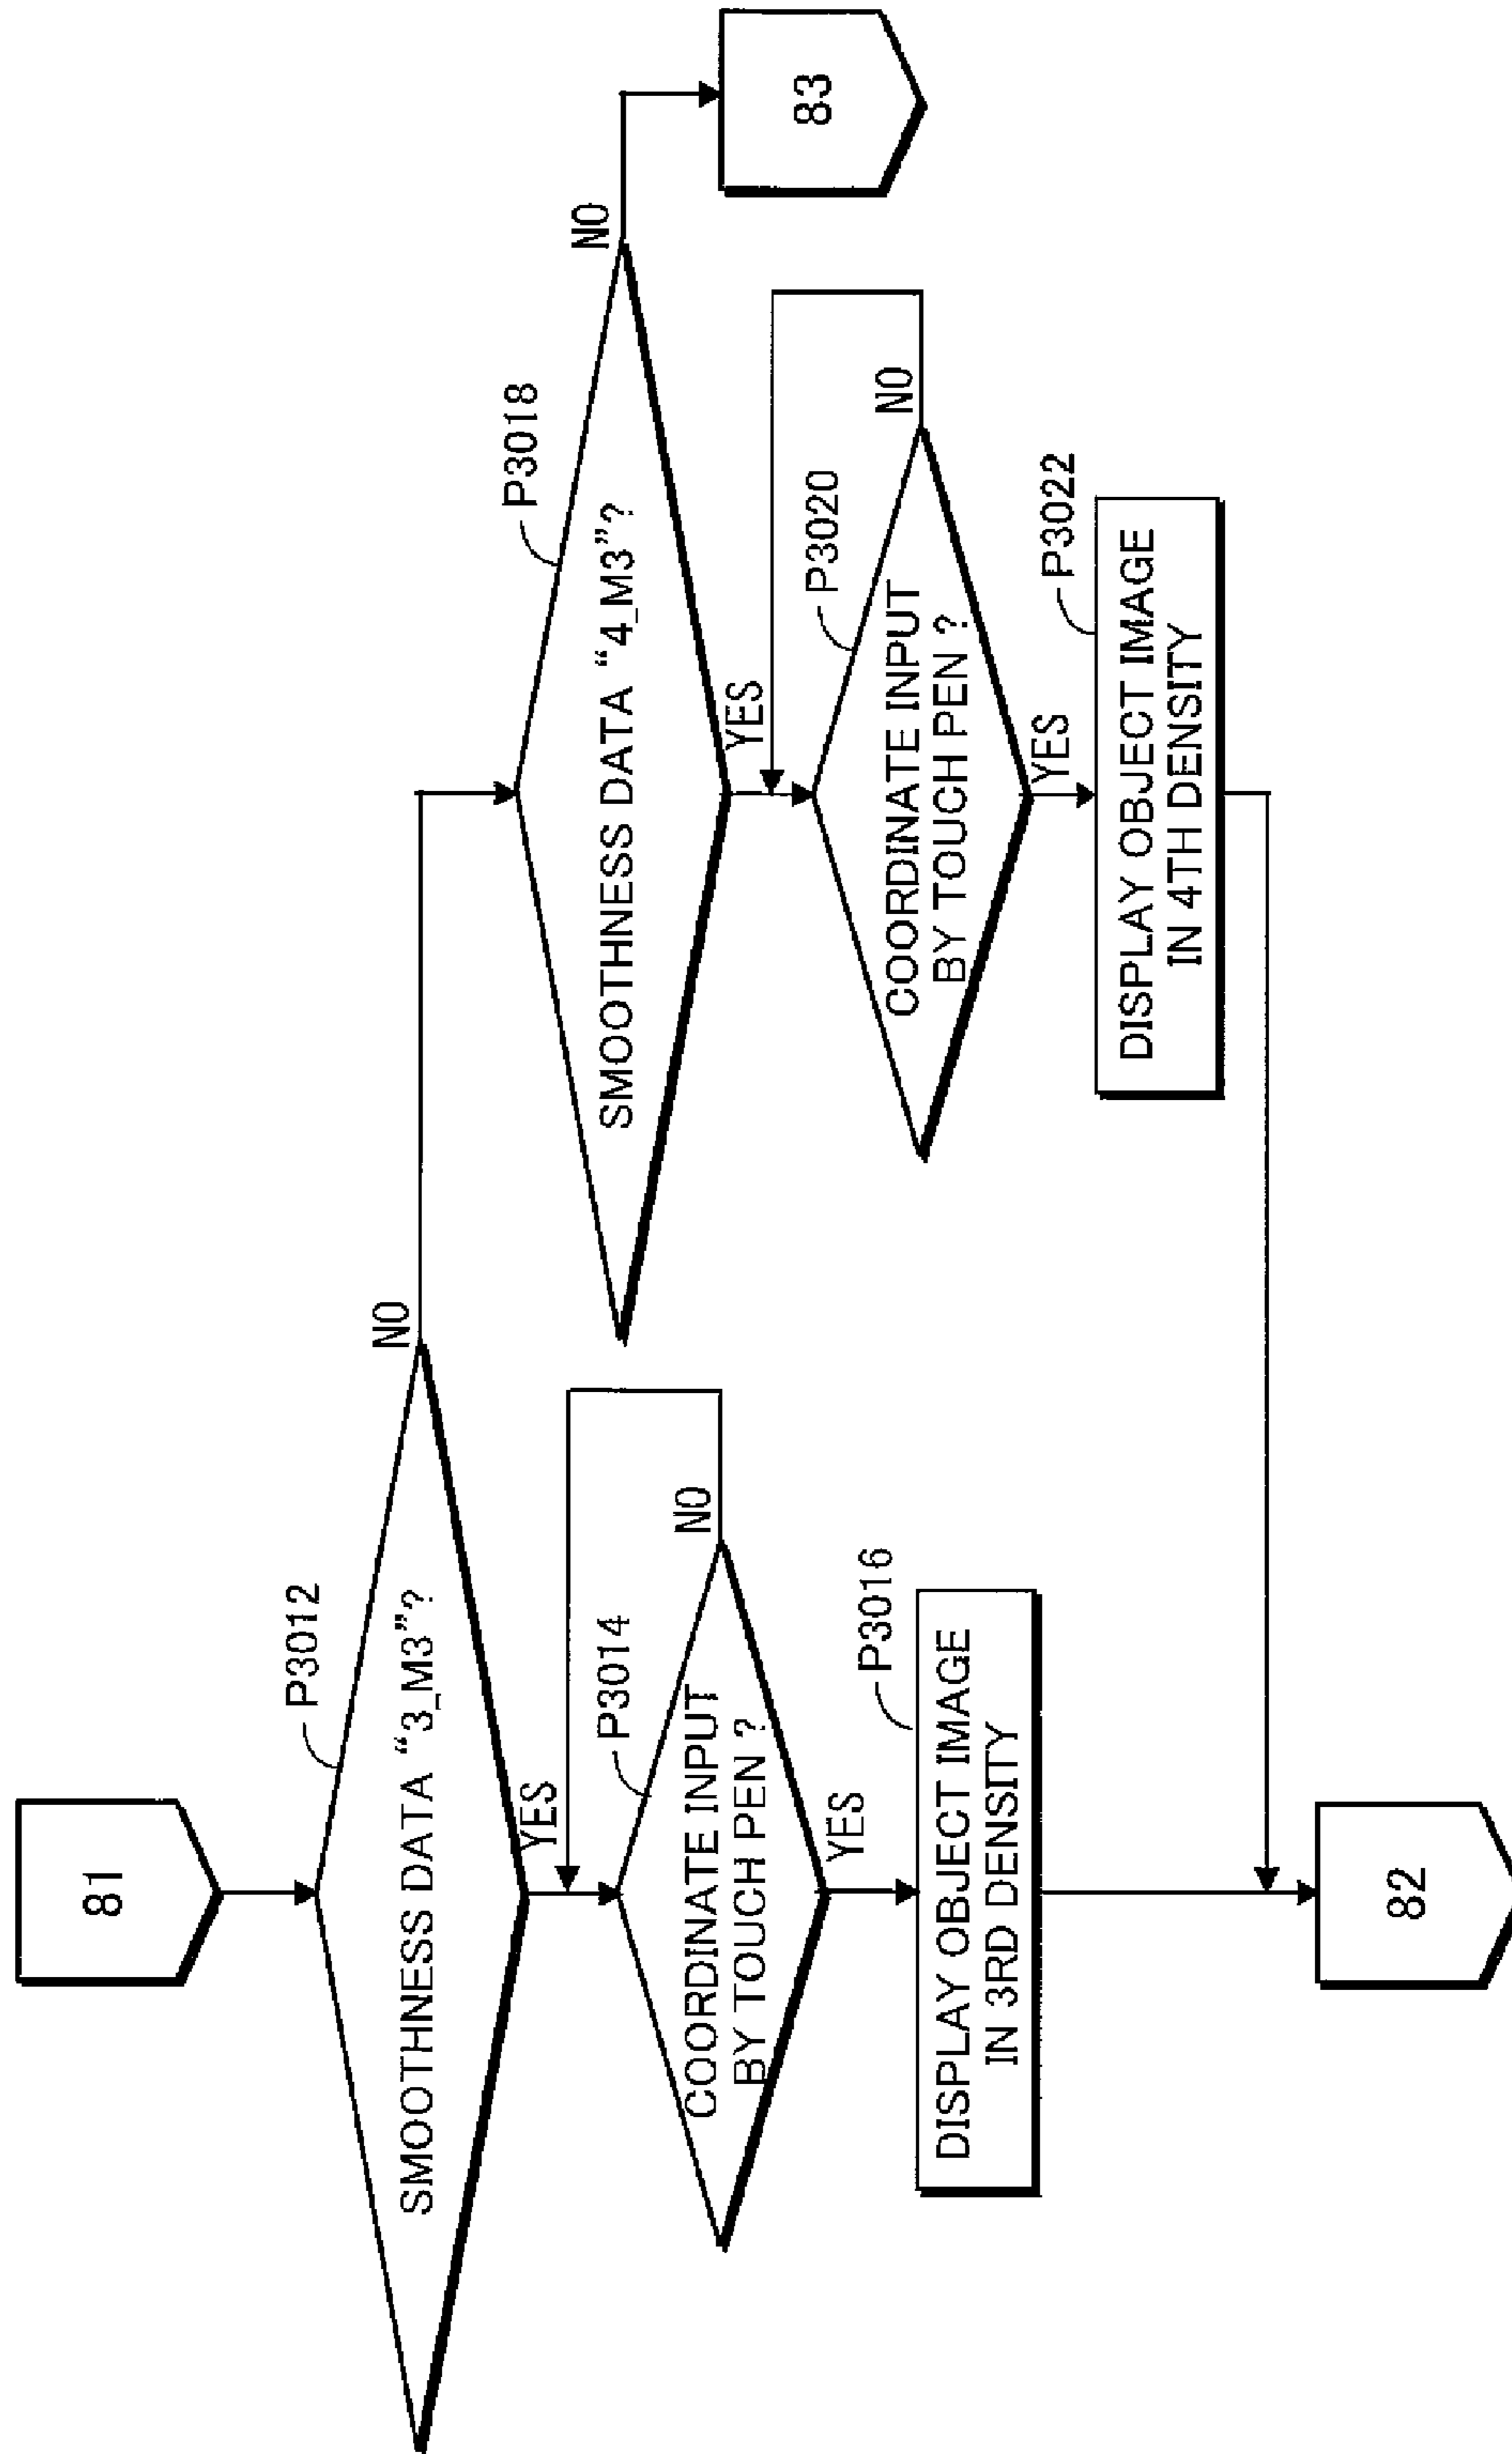 81
P3012
SMOOTHNESS DATA “3_M3”?
NO
YES
P3014
COORDINATE INPUT
BY TOUCH PEN ?
NO
YES
P3016
DISPLAY OBJECT IMAGE
IN 3RD DENSITY
82
P3018
SMOOTHNESS DATA “4_M3”?
NO
YES
83
P3020
COORDINATE INPUT
BY TOUCH PEN ?
NO
YES
P3022
DISPLAY OBJECT IMAGE
IN 4TH DENSITY